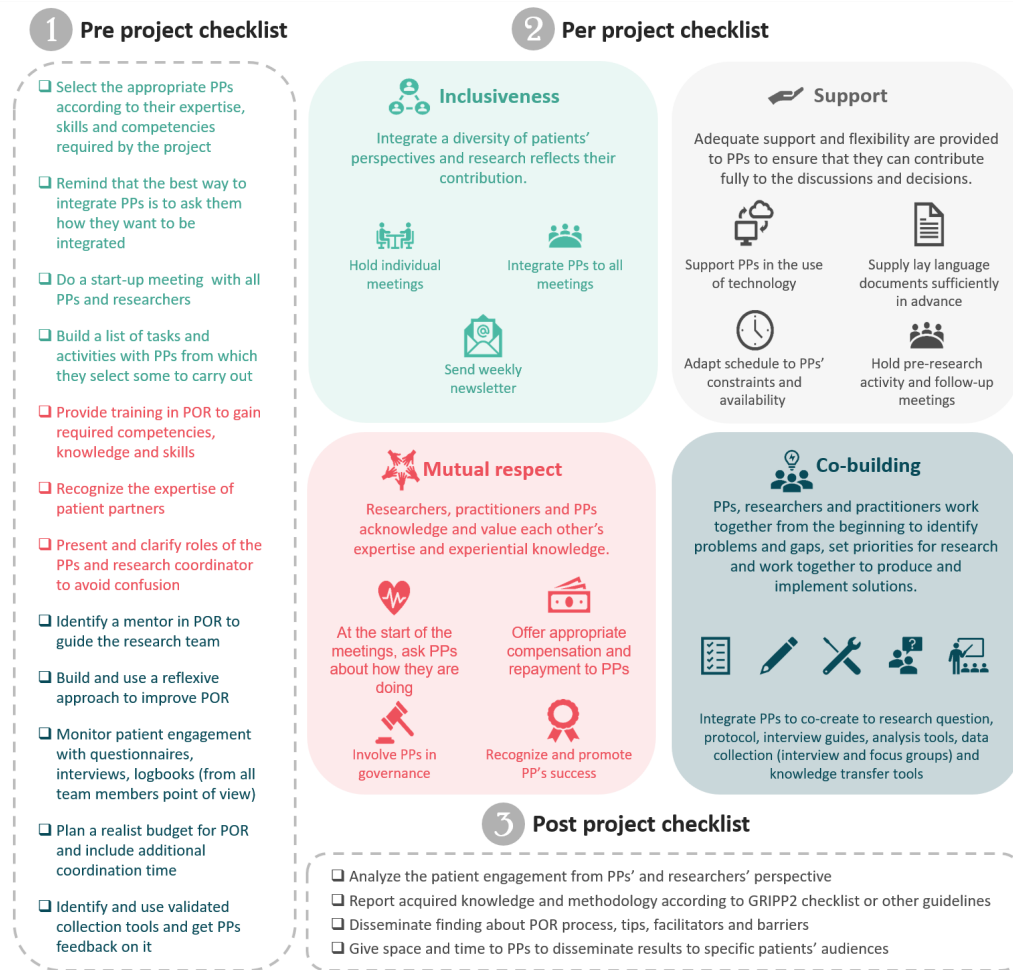 1 Pre project checklist
Select the appropriate PPs
according to their expertise,
skills and competencies
required by the project
Remind that the best way to
integrate PPs is to ask them
how they want to be
integrated
Do a start-up meeting with all
PPs and researchers
Build a list of tasks and
activities with PPs from which
they select some to carry out
Provide training in POR to gain
required competencies,
knowledge and skills
Recognize the expertise of
patient partners
Present and clarify roles of the
PPs and research coordinator
to avoid confusion
Identify a mentor in POR to
guide the research team
Build and use a reflexive
approach to improve POR
Monitor patient engagement
with questionnaires,
interviews, logbooks (from all
team members point of view)
Plan a realist budget for POR
and include additional
coordination time
Identify and use validated
collection tools and get PPs
feedback on it
2 Per project checklist
Inclusiveness
Integrate a diversity of patients'
perspectives and research reflects their
contribution.
Hold individual
meetings
Integrate PPs to all
meetings
@
Send weekly
newsletter
Support
Adequate support and flexibility are provided
to PPs to ensure that they can contribute
fully to the discussions and decisions.
Support PPs in the use
of technology
Supply lay language
documents sufficiently
in advance
Adapt schedule to PPs'
constraints and
availability
Hold pre-research
activity and follow-up
meetings
Mutual respect
Researchers, practitioners and PPs
acknowledge and value each other's
expertise and experiential knowledge.
At the start of the
meetings, ask PPs
about how they are
doing
Offer appropriate
compensation and
repayment to PPs
Involve PPs in
governance
Recognize and promote
PP's success
Co-building
PPs, researchers and practitioners work
together from the beginning to identify
problems and gaps, set priorities for research
and work together to produce and
implement solutions.
?
Integrate PPs to co-create to research question,
protocol, interview guides, analysis tools, data
collection (interview and focus groups) and
knowledge transfer tools
3 Post project checklist
Analyze the patient engagement from PPs' and researchers' perspective
Report acquired knowledge and methodology according to GRIPP2 checklist or other guidelines
Disseminate finding about POR process, tips, facilitators and barriers
Give space and time to PPs to disseminate results to specific patients' audiences